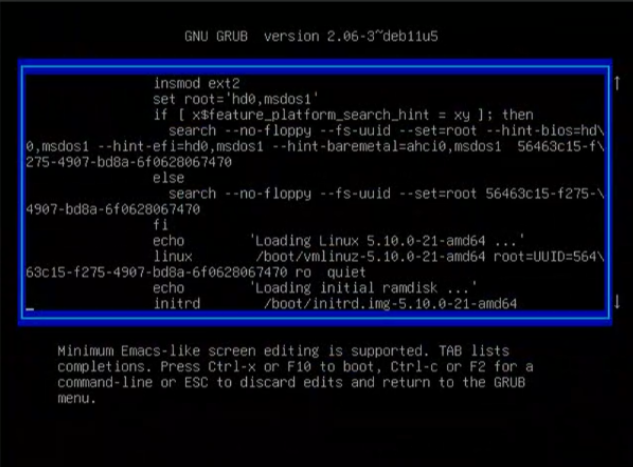 GNU GRUB  version 2.06-3~deb11u5
insmod ext2
set root='hd0,msdos1'
if [ x$feature_platform_search_hint = xy ]; then
search --no-floppy --fs-uuid --set=root --hint-bios=hd\
0,msdos1 --hint-efi=hd0,msdos1 --hint-baremetal=ahci0,msdos1  56463c15-f\
275-4907-bd8a-6f0628067470
else
search --no-floppy --fs-uuid --set=root 56463c15-f275-\
4907-bd8a-6f0628067470
fi
echo        'Loading Linux 5.10.0-21-amd64 ...'
linux        /boot/vmlinuz-5.10.0-21-amd64 root=UUID=564\
63c15-f275-4907-bd8a-6f0628067470 ro  quiet
echo        'Loading initial ramdisk ...'
initrd        /boot/initrd.img-5.10.0-21-amd64
Minimum Emacs-like screen editing is supported. TAB lists
completions. Press Ctrl-x or F10 to boot, Ctrl-c or F2 for a
command-line or ESC to discard edits and return to the GRUB
menu.